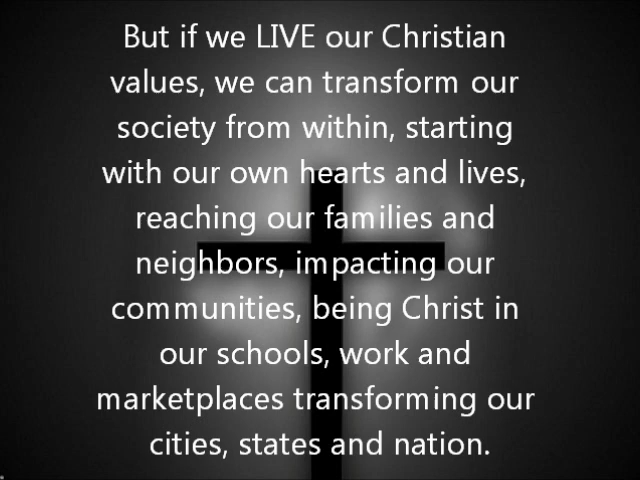 But if we LIVE our Christian
values, we can transform our
society from within, starting
with our own hearts and lives,
reaching our families and
neighbors, impacting our
communities, being Christ in
our schools, work and
marketplaces transforming our
cities, states and nation.